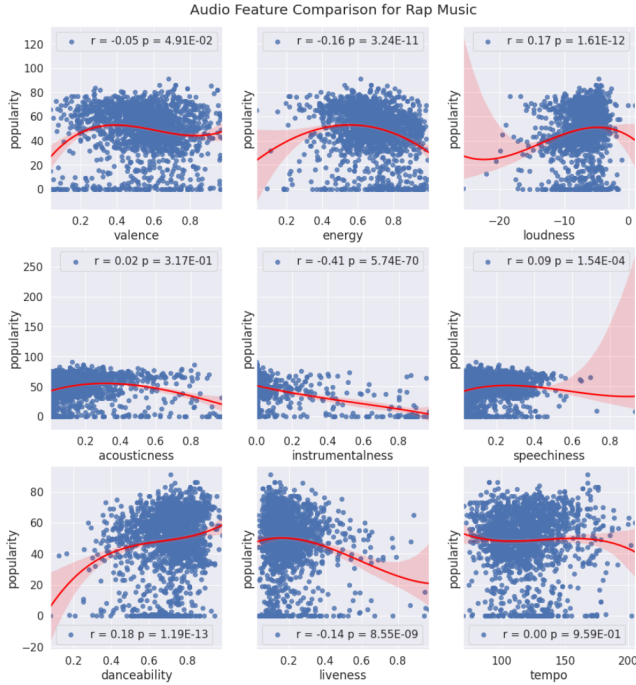 Audio Feature Comparison for Rap Music
r = -0.05 p = 4.91E-02
r = -0.16 p = 3.24E-11
r = 0.17 p = 1.61E-12
popularity
popularity
popularity
120
100
80
60
40
20
0
0.2 0.4 0.6 0.8
0.2 0.4 0.6 0.8
−20 −10 0
valence
energy
loudness
r = 0.02 p = 3.17E-01
r = -0.41 p = 5.74E-70
r = 0.09 p = 1.54E-04
popularity
popularity
popularity
250
200
150
100
50
0
0.2 0.4 0.6 0.8
0.0 0.2 0.4 0.6 0.8
0.2 0.4 0.6 0.8
acousticness
instrumentalness
speechiness
popularity
popularity
popularity
80
60
40
20
0
−20
r = 0.18 p = 1.19E-13
r = -0.14 p = 8.55E-09
r = 0.00 p = 9.59E-01
0.2 0.4 0.6 0.8
0.2 0.4 0.6 0.8
100 150 200
danceability
liveness
tempo